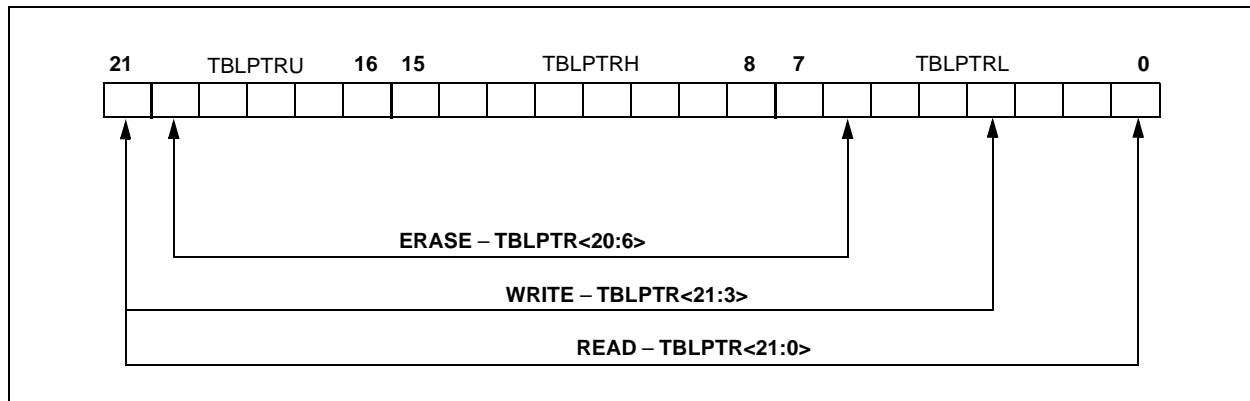 21 TBLPTRU 16 15 TBLPTRH 8 7 TBLPTRL 0
ERASE – TBLPTR<20:6>
WRITE – TBLPTR<21:3>
READ – TBLPTR<21:0>